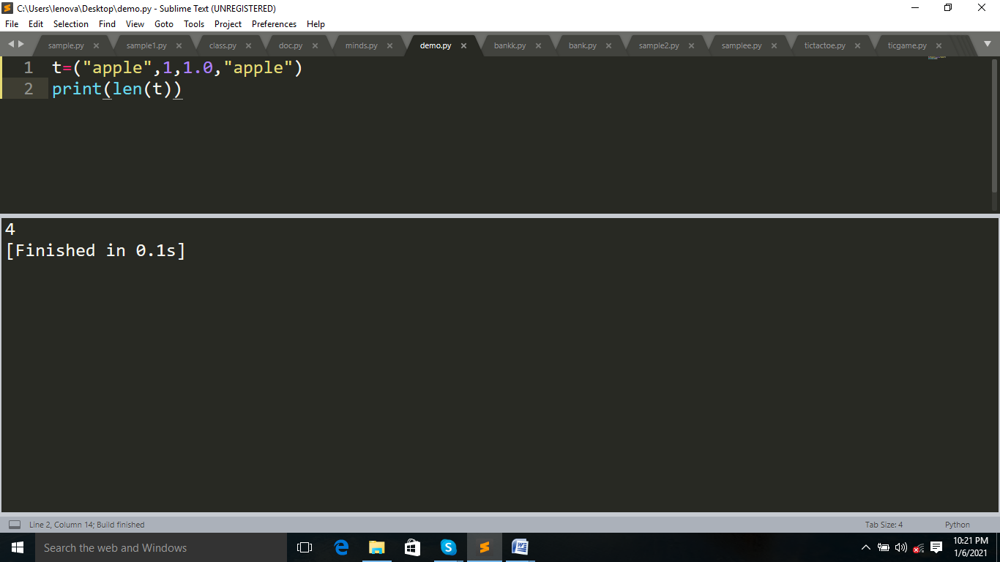 C:\Users\lenova\Desktop\demo.py - Sublime Text (UNREGISTERED)
File Edit Selection Find View Goto Tools Project Preferences Help
sample.py sample1.py class.py doc.py minds.py demo.py bankk.py bank.py sample2.py samplee.py tictactoe.py ticgame.py
1 t=("apple",1,1.0,"apple")
2 print(len(t))
4
[Finished in 0.1s]
Line 2, Column 14; Build finished Tab Size: 4 Python
Search the web and Windows
10:21 PM
1/6/2021